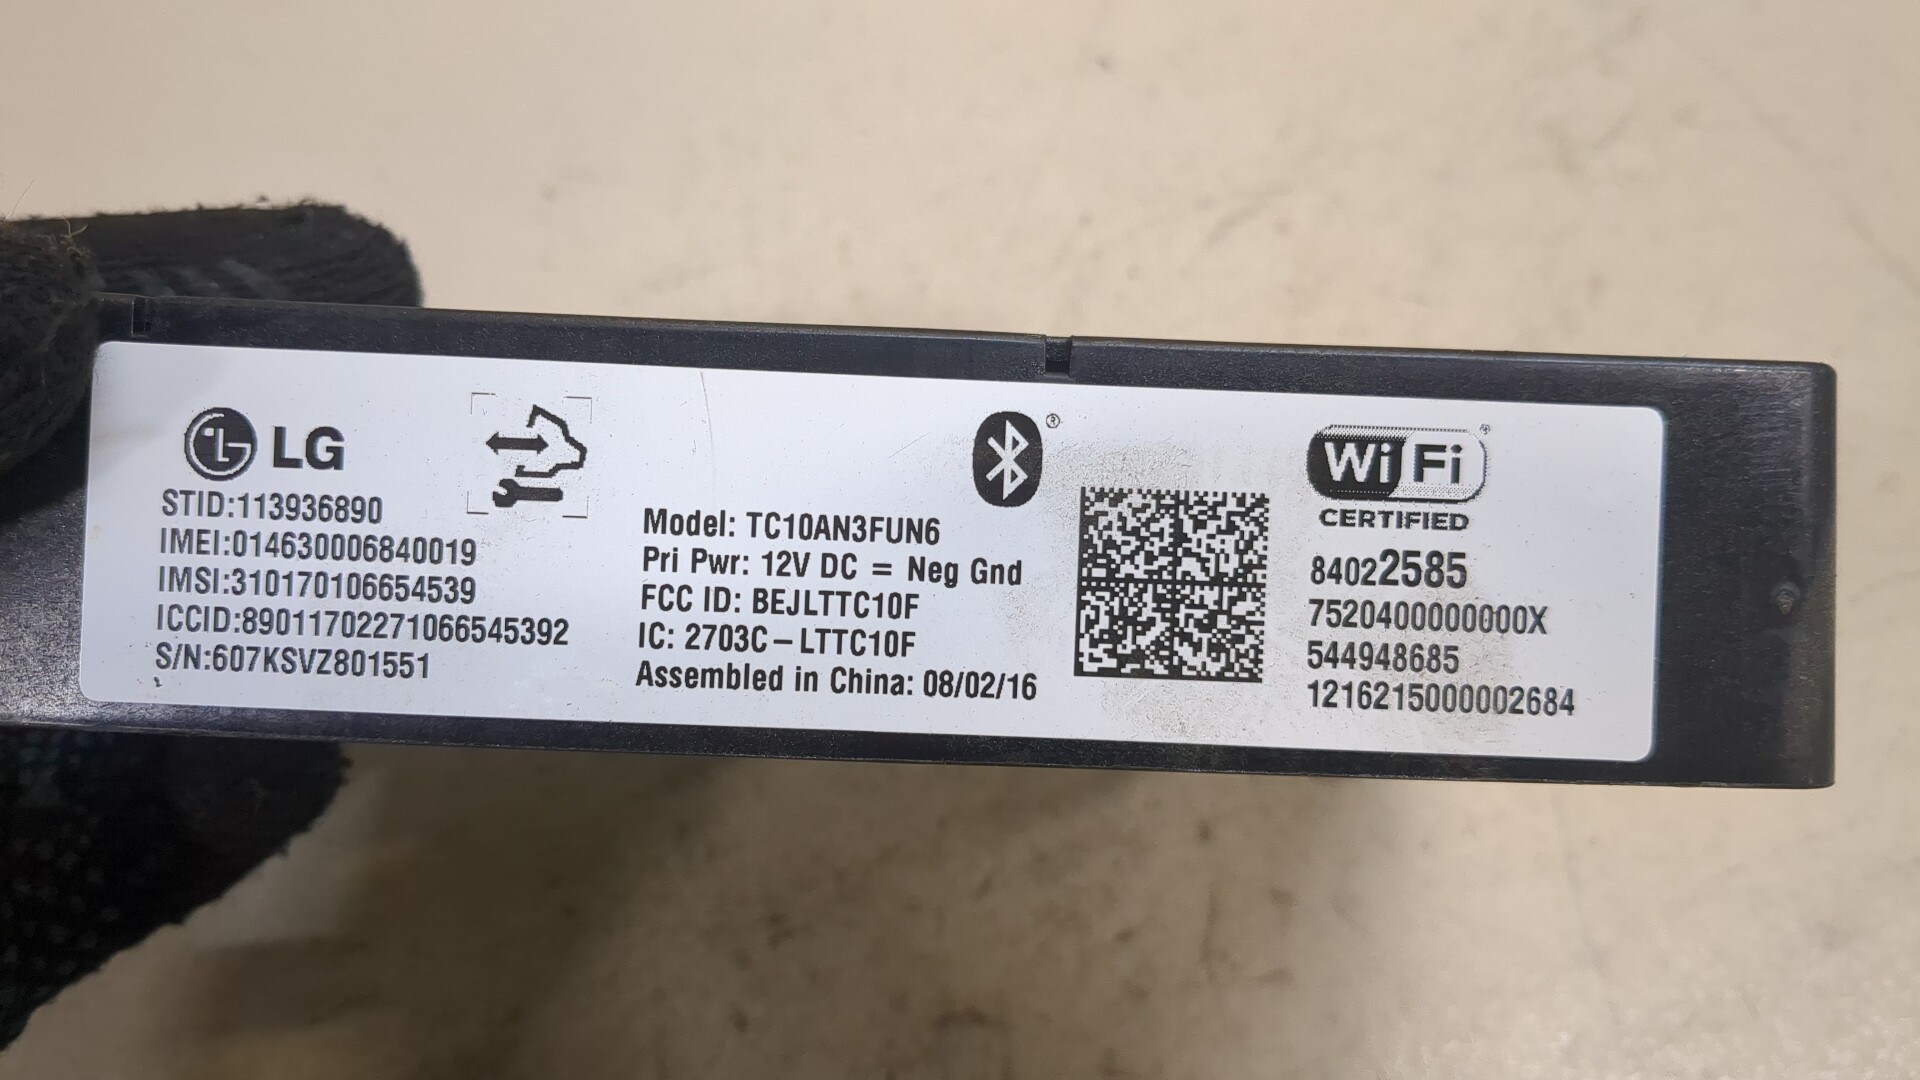 LG
STID:113936890
IMEI:014630006840019
IMSI:310170106654539
ICCID:89011702271066545392
S/N:607KSVZ801551
Model: TC10AN3FUN6
Pri Pwr: 12V DC = Neg Gnd
FCC ID: BEJLTTC10F
IC: 2703C-LTTC10F
Assembled in China: 08/02/16
®
Wi Fi ®
CERTIFIED
84022585
7520400000000X
544948685
1216215000002684